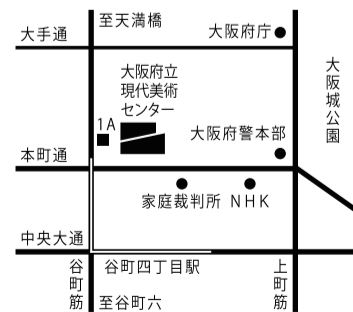 至天満橋
大手通
大阪府庁
大阪府立
現代美術
センター
大阪城公園
1A
大阪府警本部
本町通
家庭裁判所
NHK
中央大通
谷町四丁目駅
谷町筋
上町筋
至谷町六